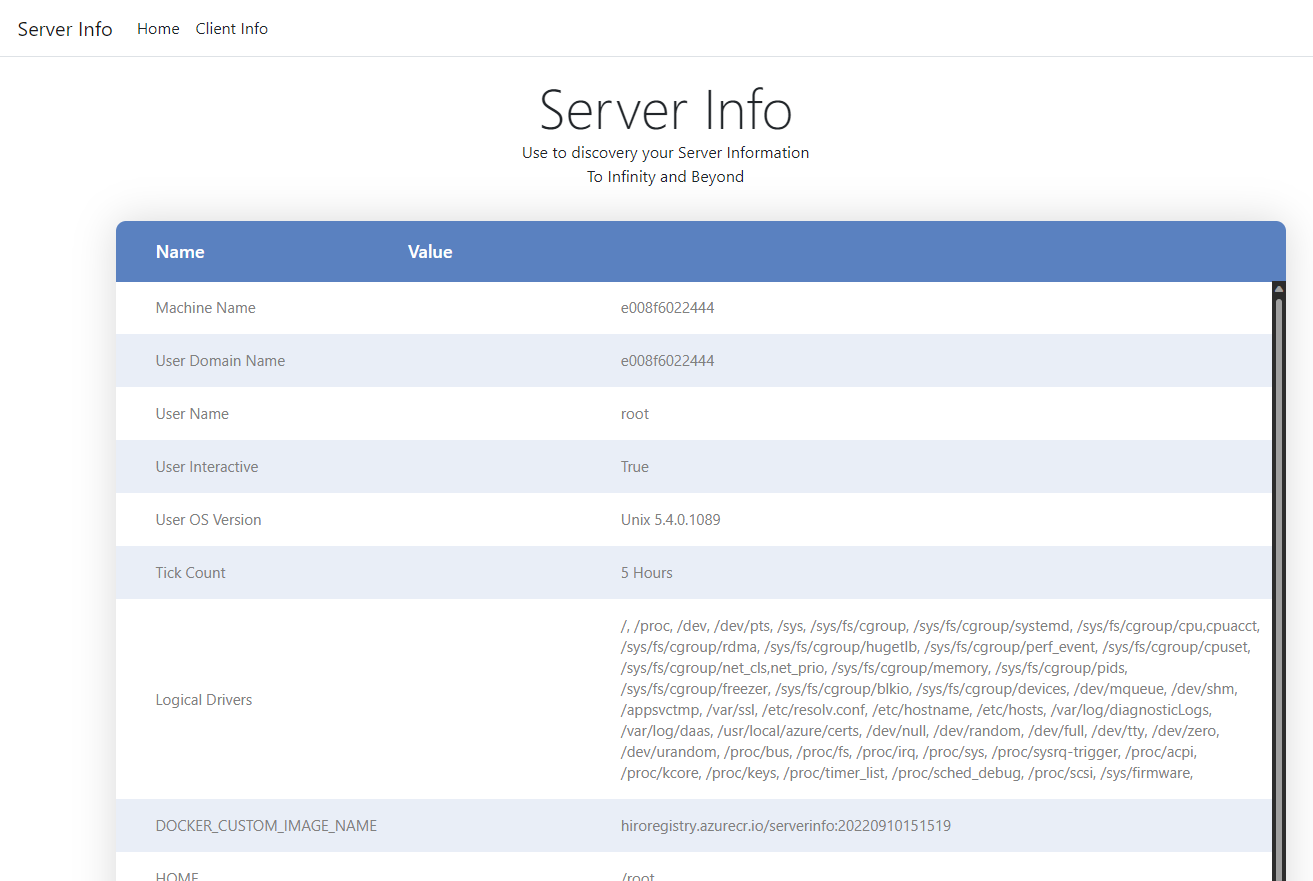 Server Info Home Client Info
Server Info
Use to discovery your Server Information
To Infinity and Beyond
Name Value
Machine Name e008f6022444
User Domain Name e008f6022444
User Name root
User Interactive True
User OS Version Unix 5.4.0.1089
Tick Count 5 Hours
Logical Drivers
/, /proc, /dev, /dev/pts, /sys, /sys/fs/cgroup, /sys/fs/cgroup/systemd, /sys/fs/cgroup/cpu,cpuacct,
/sys/fs/cgroup/rdma, /sys/fs/cgroup/hugetlb, /sys/fs/cgroup/perf_event, /sys/fs/cgroup/cpuset,
/sys/fs/cgroup/net_cls,net_prio, /sys/fs/cgroup/memory, /sys/fs/cgroup/pids,
/sys/fs/cgroup/freezer, /sys/fs/cgroup/blkio, /sys/fs/cgroup/devices, /dev/mqueue, /dev/shm,
/appsvctmp, /var/ssl, /etc/resolv.conf, /etc/hostname, /etc/hosts, /var/log/diagnosticLogs,
/var/log/daas, /usr/local/azure/certs, /dev/null, /dev/random, /dev/full, /dev/tty, /dev/zero,
/dev/urandom, /proc/bus, /proc/fs, /proc/irq, /proc/sys, /proc/sysrq-trigger, /proc/acpi,
/proc/kcore, /proc/keys, /proc/timer_list, /proc/sched_debug, /proc/scsi, /sys/firmware,
DOCKER_CUSTOM_IMAGE_NAME hiroregistry.azurecr.io/serverinfo:20220910151519
HOME /root